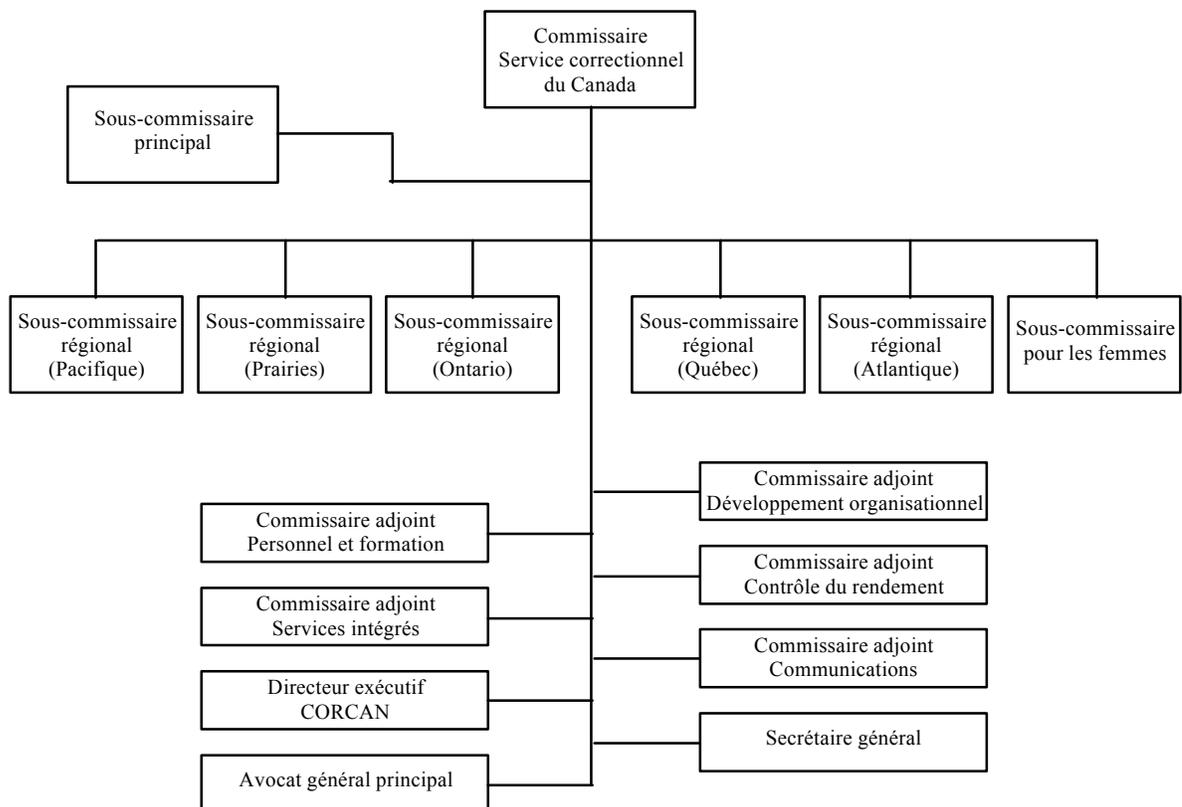 Commissaire
Service correctionnel
du Canada
Sous-commissaire
principal
Sous-commissaire
régional
(Pacifique)
Sous-commissaire
régional
(Prairies)
Sous-commissaire
régional
(Ontario)
Sous-commissaire
régional
(Québec)
Sous-commissaire
régional
(Atlantique)
Sous-commissaire
pour les femmes
Commissaire adjoint
Personnel et formation
Commissaire adjoint
Services intégrés
Directeur exécutif
CORCAN
Avocat général principal
Commissaire adjoint
Développement organisationnel
Commissaire adjoint
Contrôle du rendement
Commissaire adjoint
Communications
Secrétaire général